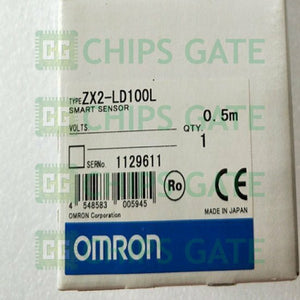 CHIPS GATE
TYPE ZX2-LD100L
SMART SENSOR
VOLTS
0.5m
QTY.
1
SERNo. 1129611
4 548583 005945
Ro
CE
OMRON Corporation
MADE IN JAPAN
OMRON